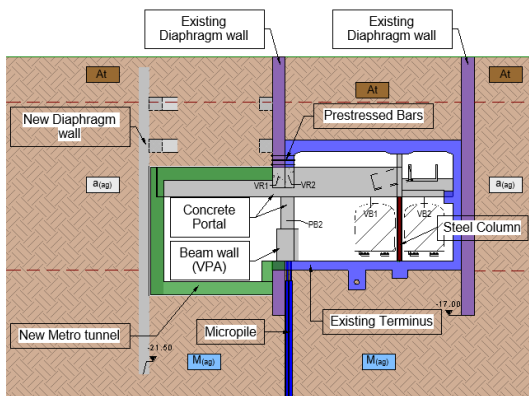 Existing
Diaphragm wall
Existing
Diaphragm wall
At
At
At
New Diaphragm
wall
Prestressed Bars
a(ag)
a(ag)
VR1
VR2
Concrete
Portal
PB2
VB1
VB2
Beam wall
(VPA)
Steel Column
New Metro tunnel
Micropile
Existing Terminus
-17.00
-21.50
M(ag)
M(ag)